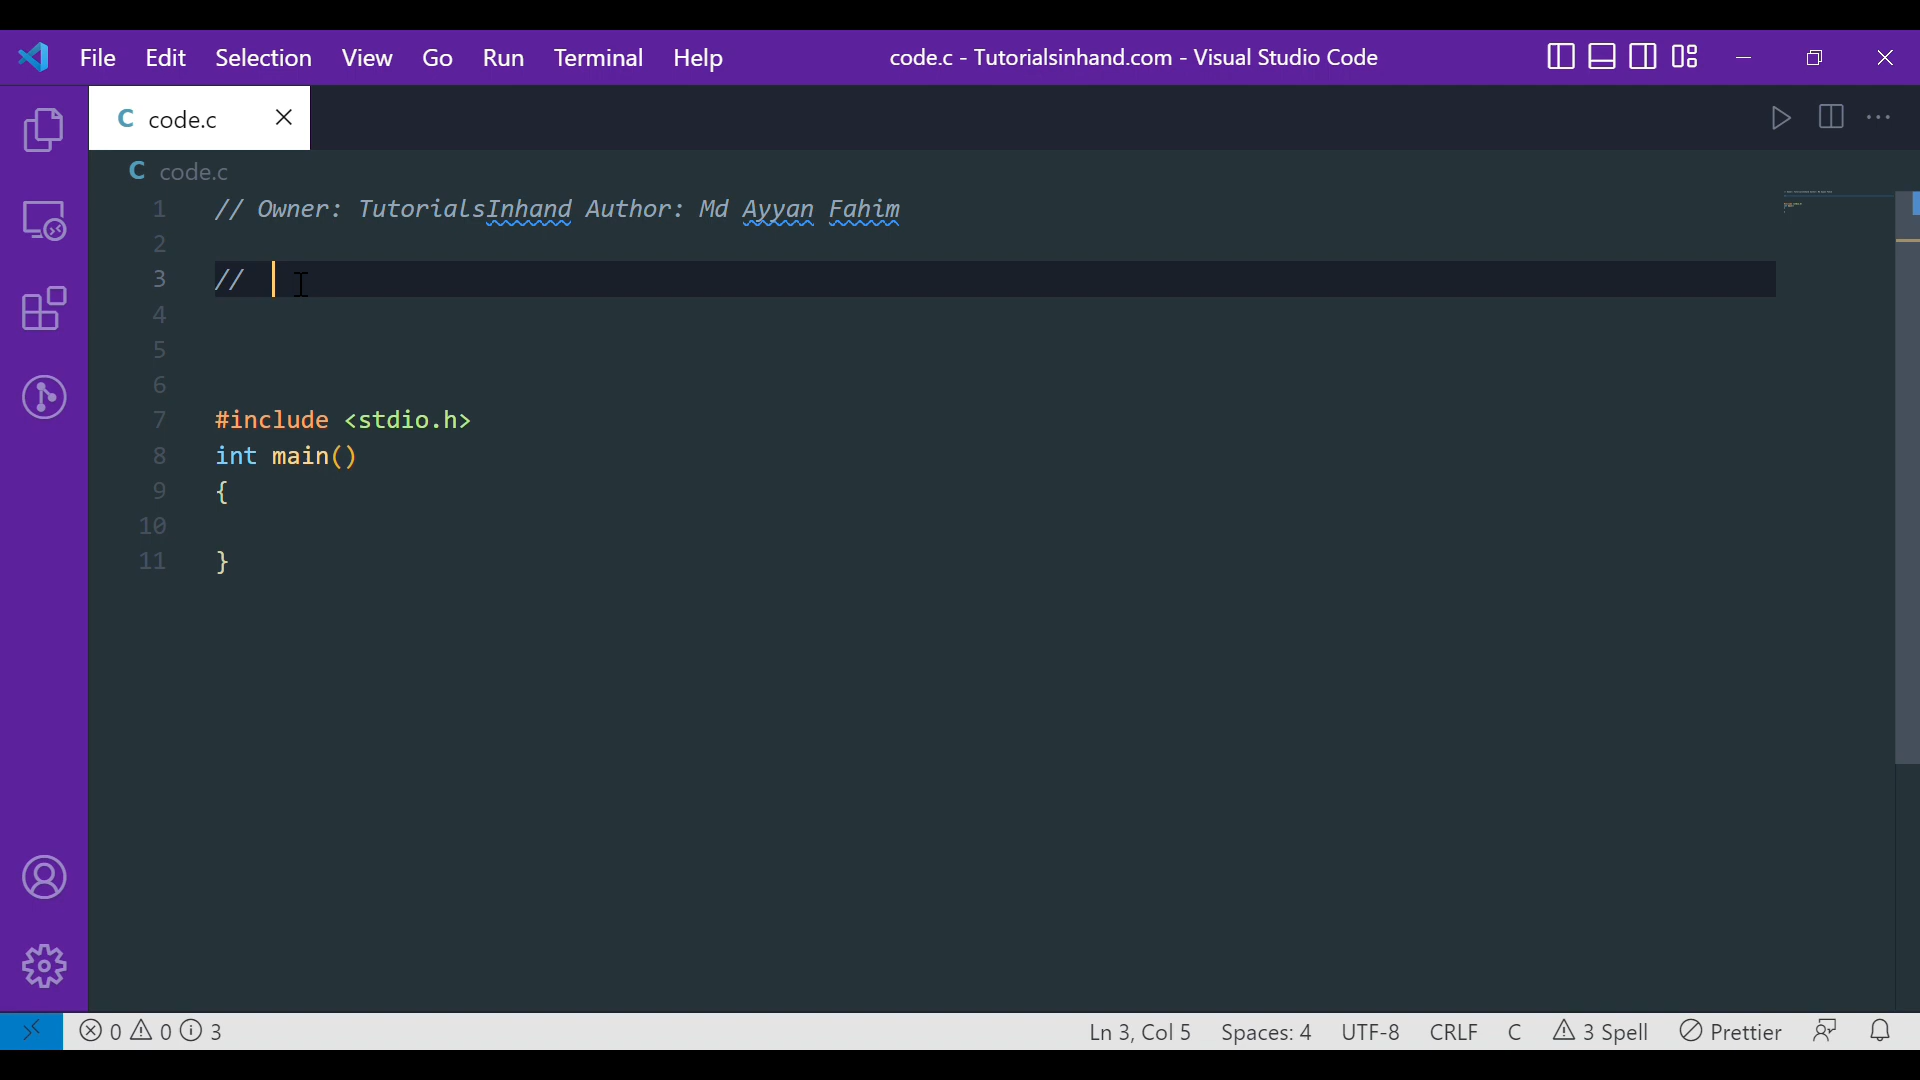 File Edit Selection View Go Run Terminal Help code.c - Tutorialsinhand.com - Visual Studio Code
C code.c
C code.c
1 // Owner: TutorialsInhand Author: Md Ayyan Fahim
2
3 //
4
5
6
7 #include <stdio.h>
8 int main()
9 {
10
11 }
0 0 3 Ln 3, Col 5 Spaces: 4 UTF-8 CRLF C 3 Spell Prettier